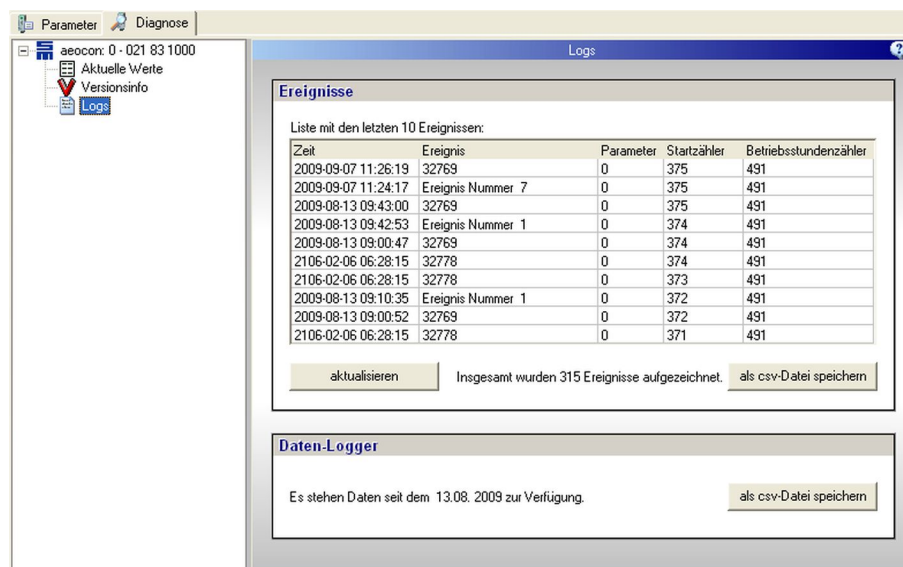 Parameter Diagnose
aeocon: 0 - 021 83 1000
Aktuelle Werte
Versionsinfo
Logs
Logs
Ereignisse
Liste mit den letzten 10 Ereignissen:
Zeit Ereignis Parameter Startzähler Betriebsstundenzähler
2009-09-07 11:26:19 32769 0 375 491
2009-09-07 11:24:17 Ereignis Nummer 7 0 375 491
2009-08-13 09:43:00 32769 0 375 491
2009-08-13 09:42:53 Ereignis Nummer 1 0 374 491
2009-08-13 09:00:47 32769 0 374 491
2106-02-06 06:28:15 32778 0 374 491
2106-02-06 06:28:15 32778 0 373 491
2009-08-13 09:10:35 Ereignis Nummer 1 0 372 491
2009-08-13 09:00:52 32769 0 372 491
2106-02-06 06:28:15 32778 0 371 491
aktualisieren Insgesamt wurden 315 Ereignisse aufgezeichnet. als csv-Datei speichern
Daten-Logger
Es stehen Daten seit dem 13.08. 2009 zur Verfügung. als csv-Datei speichern